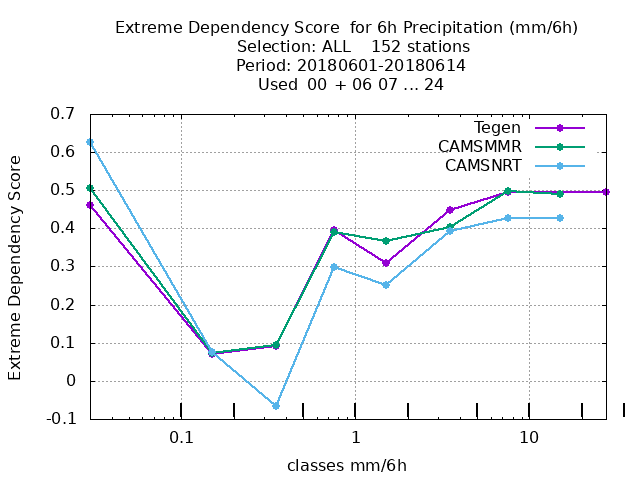 Extreme Dependency Score  for 6h Precipitation (mm/6h)
Selection: ALL    152 stations
Period: 20180601-20180614
Used  00 + 06 07 ... 24
Tegen
CAMSMMR
CAMSNRT
Extreme Dependency Score
0.7
0.6
0.5
0.4
0.3
0.2
0.1
0
-0.1
0.1 1 10
classes mm/6h